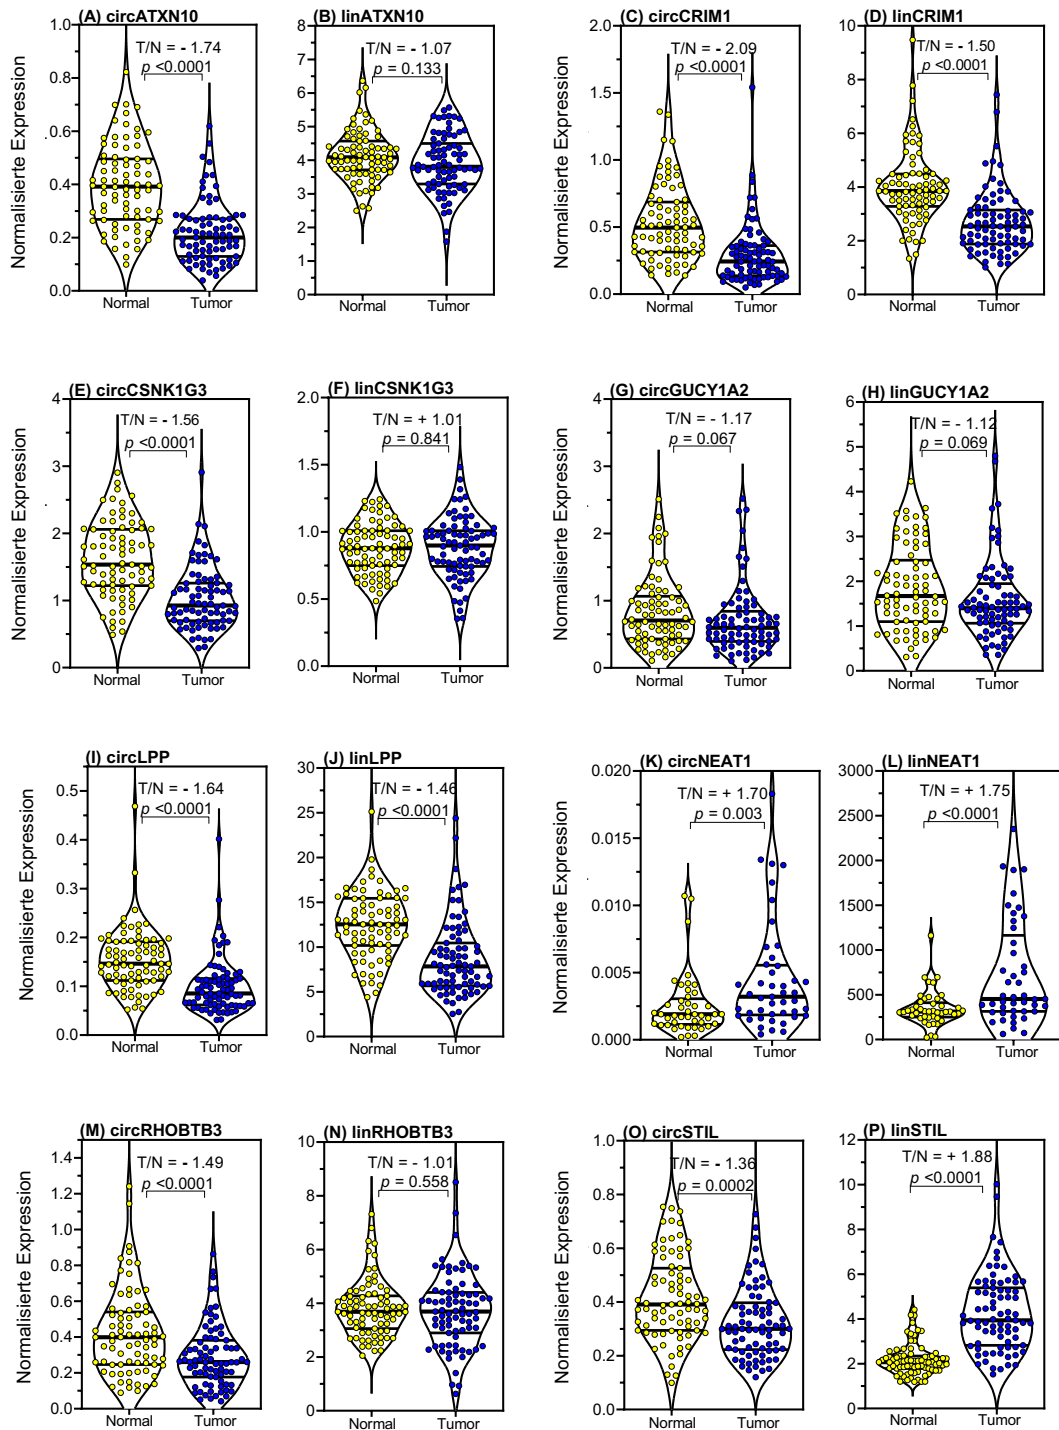 (A) circATXN10
T/N = - 1.74
p <0.0001
Normalisierte Expression
1.0
0.8
0.6
0.4
0.2
0.0
Normal Tumor
(B) linATXN10
T/N = - 1.07
p = 0.133
8
7
6
5
4
3
2
1
0
Normal Tumor
(C) circCRIM1
T/N = - 2.09
p <0.0001
Normalisierte Expression
2.0
1.5
1.0
0.5
0.0
Normal Tumor
(D) linCRIM1
T/N = - 1.50
p <0.0001
10
8
6
4
2
0
Normal Tumor
(E) circCSNK1G3
T/N = - 1.56
p <0.0001
Normalisierte Expression
4
3
2
1
0
Normal Tumor
(F) linCSNK1G3
T/N = + 1.01
p = 0.841
2.0
1.5
1.0
0.5
0.0
Normal Tumor
(G) circGUCY1A2
T/N = - 1.17
p = 0.067
Normalisierte Expression
4
3
2
1
0
Normal Tumor
(H) linGUCY1A2
T/N = - 1.12
p = 0.069
6
5
4
3
2
1
0
Normal Tumor
(I) circLPP
T/N = - 1.64
p <0.0001
Normalisierte Expression
0.5
0.4
0.3
0.2
0.1
0.0
Normal Tumor
(J) linLPP
T/N = - 1.46
p <0.0001
30
25
20
15
10
5
0
Normal Tumor
(K) circNEAT1
T/N = + 1.70
p = 0.003
Normalisierte Expression
0.020
0.015
0.010
0.005
0.000
Normal Tumor
(L) linNEAT1
T/N = + 1.75
p <0.0001
3000
2500
2000
1500
1000
500
0
Normal Tumor
(M) circRHOBTB3
T/N = - 1.49
p <0.0001
Normalisierte Expression
1.4
1.2
1.0
0.8
0.6
0.4
0.2
0.0
Normal Tumor
(N) linRHOBTB3
T/N = - 1.01
p = 0.558
10
8
6
4
2
0
Normal Tumor
(O) circSTIL
T/N = - 1.36
p = 0.0002
Normalisierte Expression
1.0
0.8
0.6
0.4
0.2
0.0
Normal Tumor
(P) linSTIL
T/N = + 1.88
p <0.0001
12
10
8
6
4
2
0
Normal Tumor